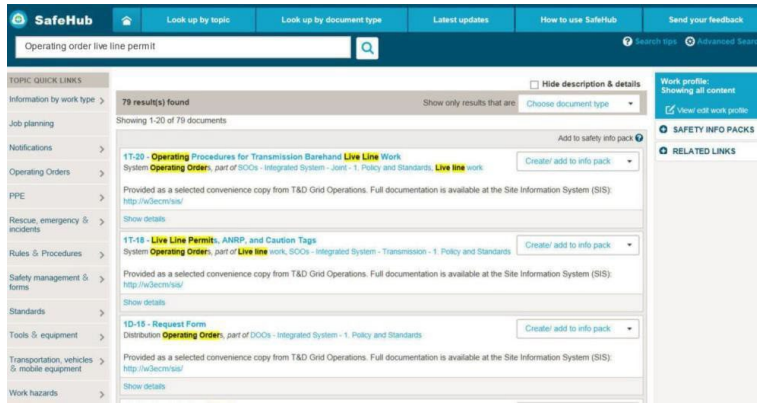 SafeHub
Look up by topic
Look up by document type
Latest updates
How to use SafeHub
Send your feedback
Operating order live line permit
Search tips
Advanced Sear
TOPIC QUICK LINKS
Information by work type
Job planning
Notifications
Operating Orders
PPE
Rescue, emergency &
incidents
Rules & Procedures
Safety management &
forms
Standards
Tools & equipment
Transportation, vehicles
& mobile equipment
Work hazards
Hide description & details
79 result(s) found
Show only results that are
Choose document type
Showing 1-20 of 79 documents
Add to safety info pack
1T-20 - Operating Procedures for Transmission Barehand Live Line Work
System Operating Orders, part of SOOs - Integrated System - Joint - 1. Policy and Standards, Live line work
Create/ add to info pack
Provided as a selected convenience copy from T&D Grid Operations. Full documentation is available at the Site Information System (SIS):
http://w3ecm/sis/
Show details
1T-18 - Live Line Permits, ANRP, and Caution Tags
System Operating Orders, part of Live line work, SOOs - Integrated System - Transmission - 1. Policy and Standards
Create/ add to info pack
Provided as a selected convenience copy from T&D Grid Operations. Full documentation is available at the Site Information System (SIS):
http://w3ecm/sis/
Show details
1D-15 - Request Form
Distribution Operating Orders, part of DOOs - Integrated System - 1. Policy and Standards
Create/ add to info pack
Provided as a selected convenience copy from T&D Grid Operations. Full documentation is available at the Site Information System (SIS):
http://w3ecm/sis/
Show details
Work profile:
Showing all content
View/ edit work profile
SAFETY INFO PACKS
RELATED LINKS